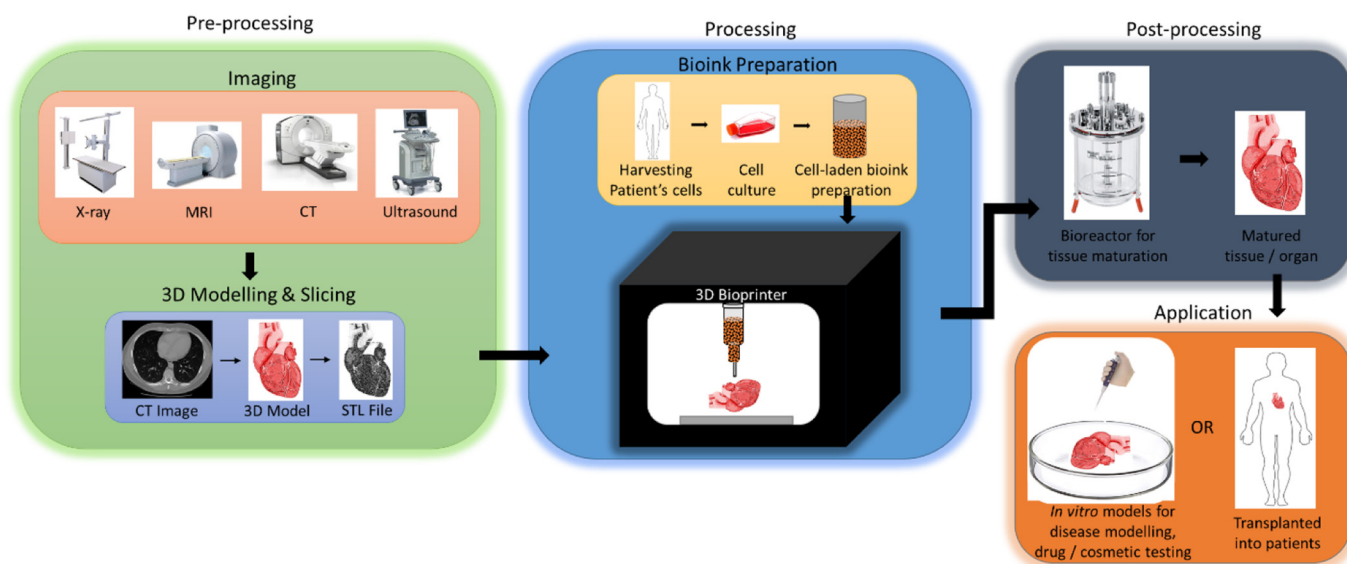 Pre-processing
Imaging
X-ray
MRI
CT
Ultrasound
3D Modelling & Slicing
CT Image
3D Model
STL File
Processing
Bioink Preparation
Harvesting
Patient's cells
Cell
culture
Cell-laden bioink
preparation
3D Bioprinter
Post-processing
Bioreactor for
tissue maturation
Matured
tissue / organ
Application
In vitro models for
disease modelling,
drug / cosmetic testing
OR
Transplanted
into patients